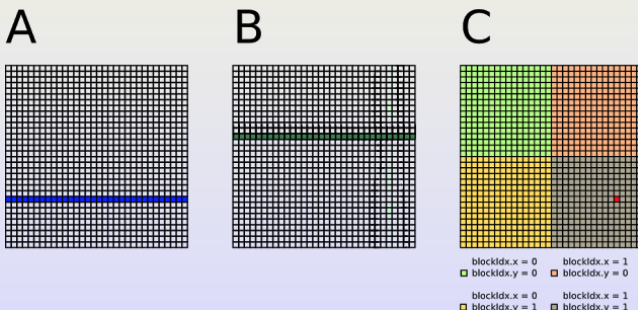 A
B
C
blockIdx.x = 0
blockIdx.y = 0
blockIdx.x = 1
blockIdx.y = 0
blockIdx.x = 0
blockIdx.y = 1
blockIdx.x = 1
blockIdx.y = 1